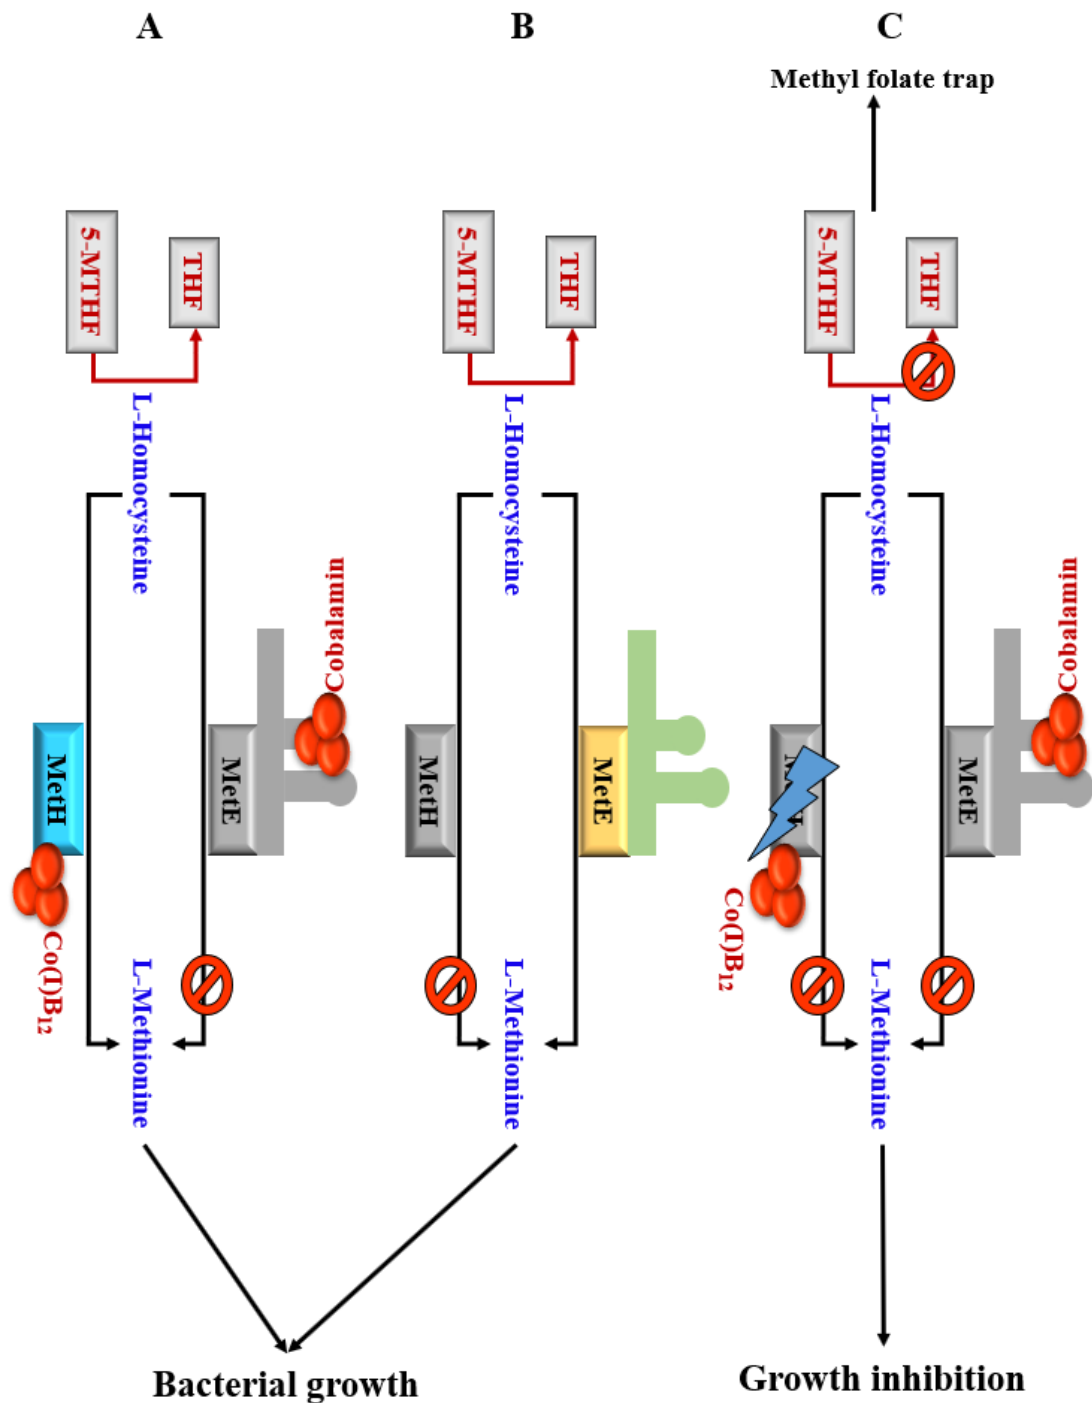 A
B
C
Methyl folate trap
5-MTHF
THF
5-MTHF
THF
5-MTHF
THF
L-Homocysteine
L-Homocysteine
L-Homocysteine
Cobalamin
Cobalamin
MetH
MetE
MetH
MetE
MetE
Co(I)B12
Co(I)B12
L-Methionine
L-Methionine
L-Methionine
Bacterial growth
Growth inhibition